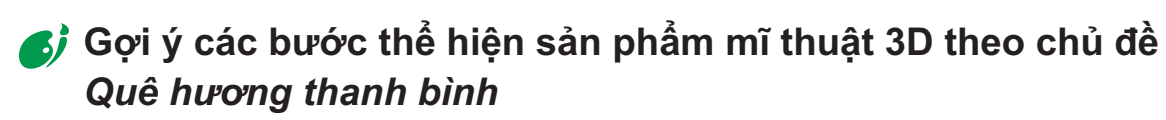 Gợi ý các bước thể hiện sản phẩm mĩ thuật 3D theo chủ đề
Quê hương thanh bình